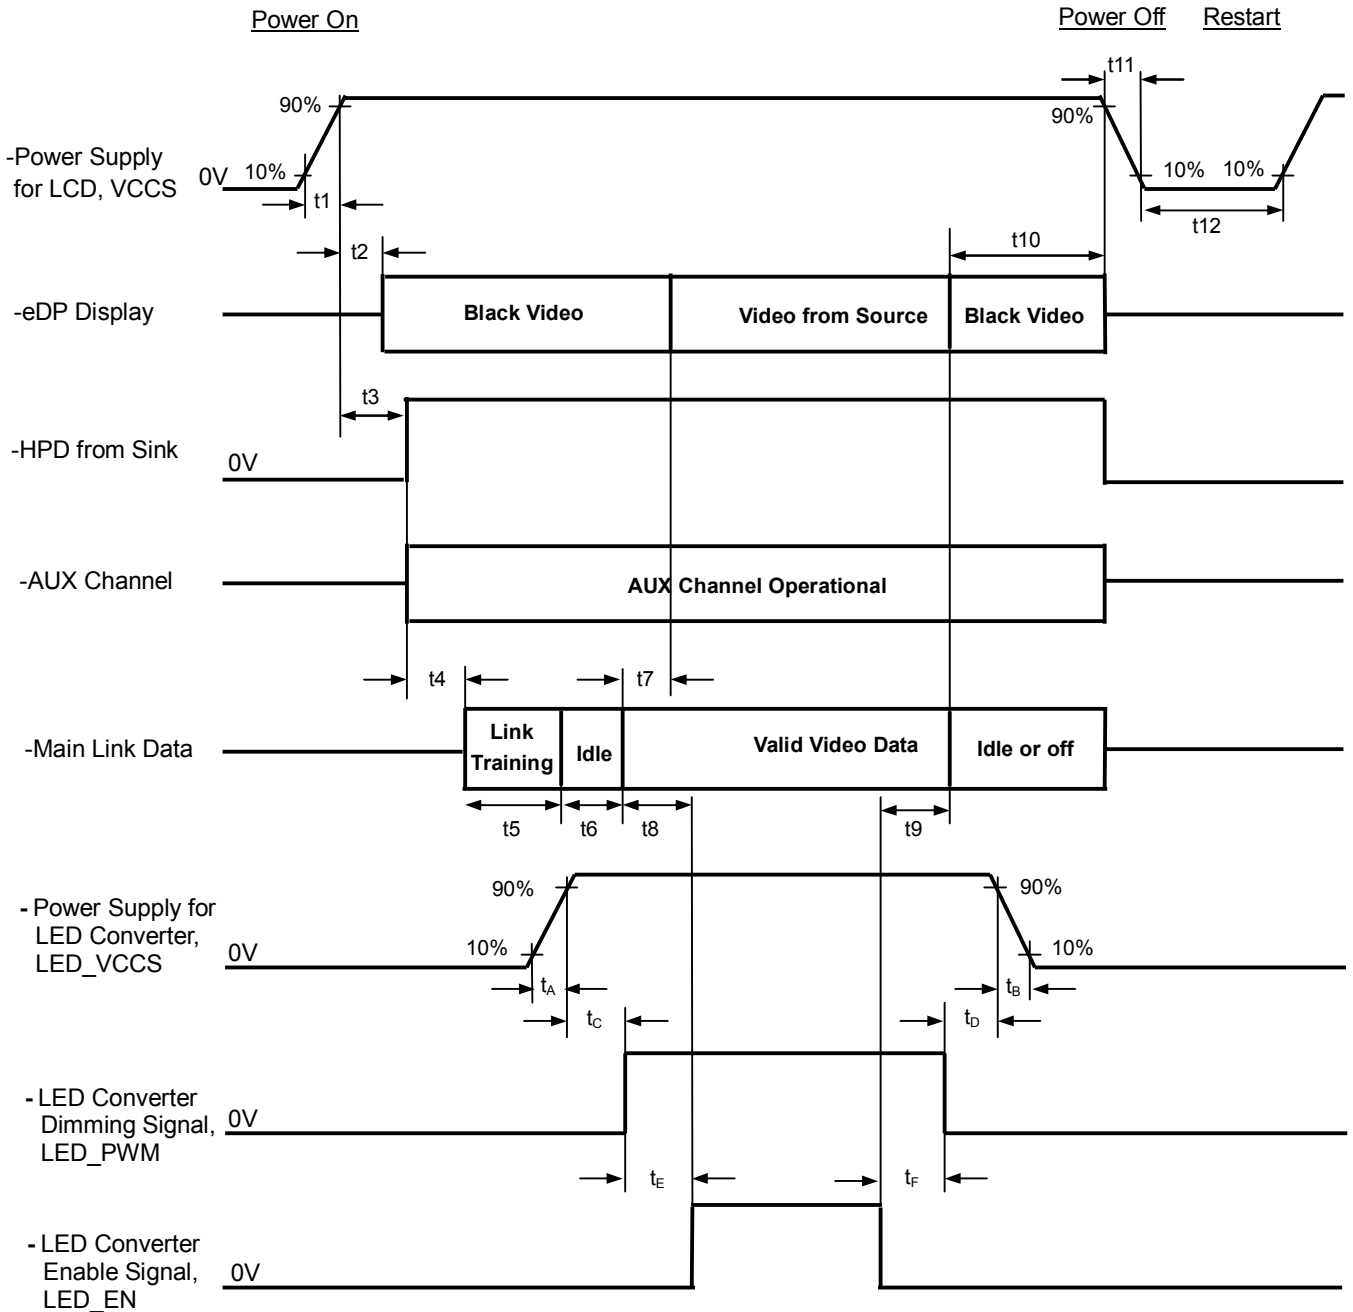 Power On
Power Off
Restart
t11
90%
90%
-Power Supply
for LCD, VCCS
0V
10%
10%
10%
t1
t12
t2
t10
-eDP Display
Black Video
Video from Source
Black Video
t3
-HPD from Sink
0V
-AUX Channel
AUX Channel Operational
t4
t7
-Main Link Data
Link
Training
Idle
Valid Video Data
Idle or off
t5
t6
t8
t9
90%
90%
- Power Supply for
LED Converter,
LED_VCCS
0V
10%
10%
tA
tB
tC
tD
- LED Converter
Dimming Signal,
LED_PWM
0V
tE
tF
- LED Converter
Enable Signal,
LED_EN
0V